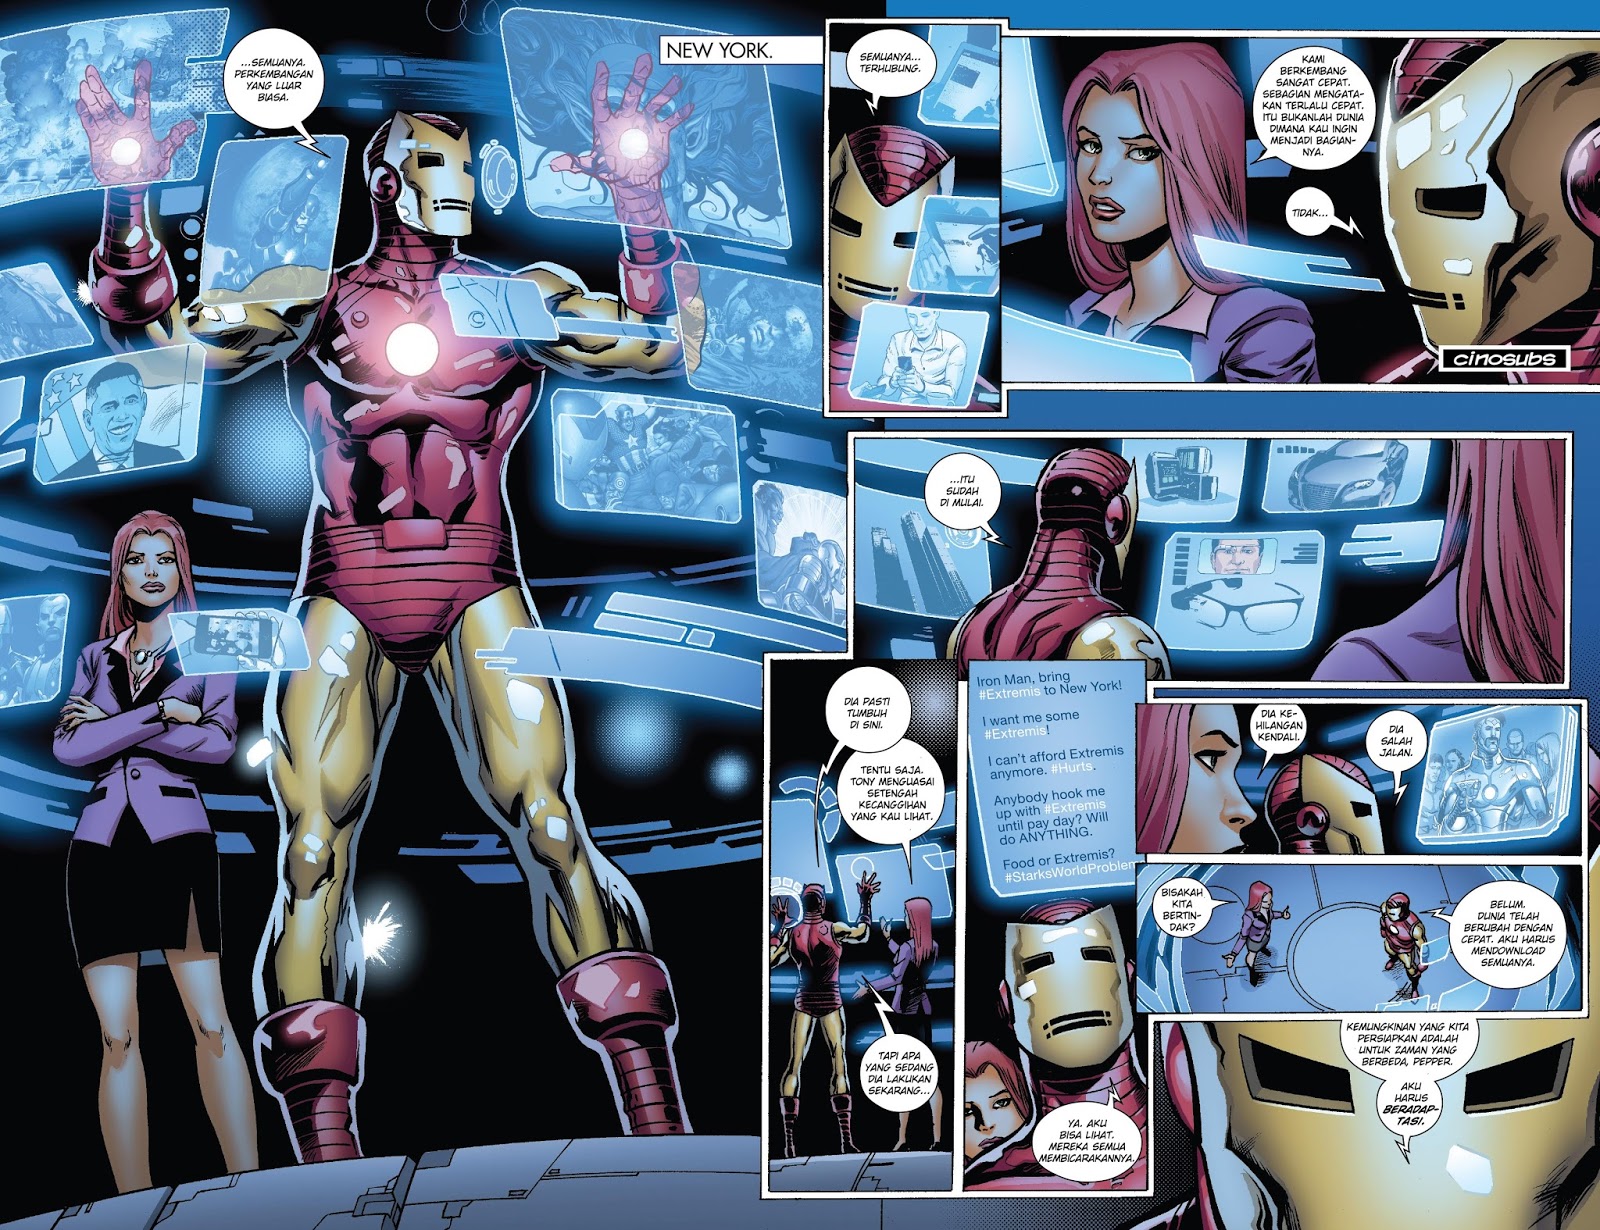 ...SEMUANYA.
PERKEMBANGAN
YANG LUAR
BIASA.
NEW YORK.
SEMUANYA...
TERHUBUNG.
KAMI
BERKEMBANG
SANGAT CEPAT.
SEBAGIAN MENGATA-
KAN TERLALU CEPAT.
ITU BUKANLAH DUNIA
DIMANA KAU INGIN
MENJADI BAGIAN-
NYA.
TIDAK...
cinosubs
...ITU
SUDAH
DI MULAI.
DIA PASTI
TUMBUH
DI SINI.
TENTU SAJA.
TONY MENGUASAI
SETENGAH
KECANGGIHAN
YANG KAU LIHAT.
TAPI APA
YANG SEDANG
DIA LAKUKAN
SEKARANG...
Iron Man, bring
#Extremis to New York!
I want me some
#Extremis!
I can't afford Extremis
anymore. #Hurts.
Anybody hook me
up with #Extremis
until pay day? Will
do ANYTHING.
Food or Extremis?
#StarksWorldProblem
YA. AKU
BISA LIHAT.
MEREKA SEMUA
MEMBICARAKANNYA.
DIA KE-
HILANGAN
KENDALI.
DIA
SALAH
JALAN.
BISAKAH
KITA
BERTIN-
DAK?
BELUM.
DUNIA TELAH
BERUBAH DENGAN
CEPAT. AKU HARUS
MENDOWNLOAD
SEMUANYA.
KEMUNGKINAN YANG KITA
PERSIAPKAN ADALAH
UNTUK ZAMAN YANG
BERBEDA, PEPPER.
AKU
HARUS
BERADAP-
TASI.